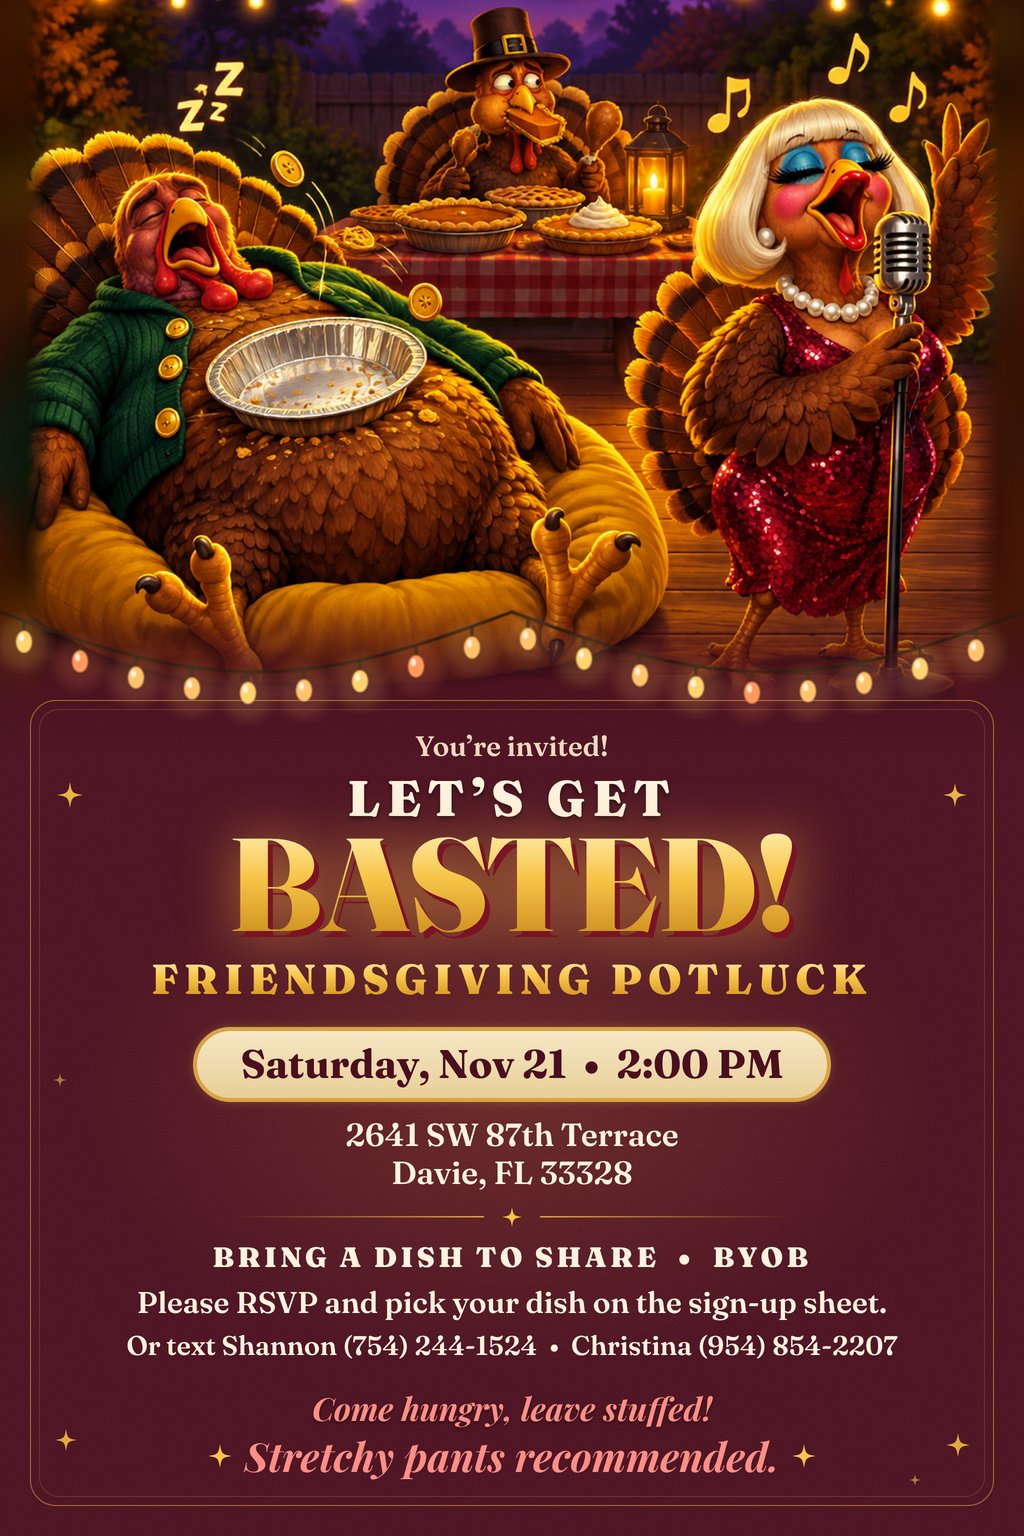 ZZZ
You're invited!
LET'S GET
BASTED!
FRIENDSGIVING POTLUCK
Saturday, Nov 21 • 2:00 PM
2641 SW 87th Terrace
Davie, FL 33328
BRING A DISH TO SHARE • BYOB
Please RSVP and pick your dish on the sign-up sheet.
Or text Shannon (754) 244-1524 • Christina (954) 854-2207
Come hungry, leave stuffed!
Stretchy pants recommended.